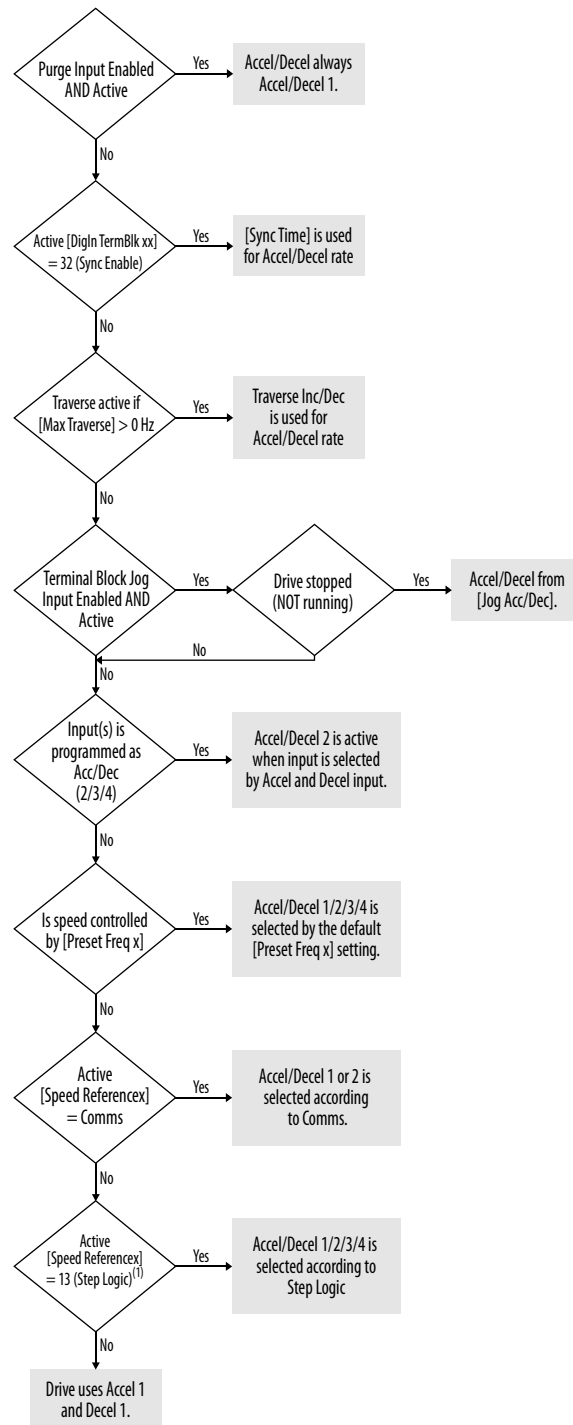 Purge Input Enabled
AND Active
Yes
Accel/Decel always
Accel/Decel 1.
No
Active [DigIn TermBlk xx]
= 32 (Sync Enable)
Yes
[Sync Time] is used
for Accel/Decel rate
No
Traverse active if
[Max Traverse] > 0 Hz
Yes
Traverse Inc/Dec
is used for
Accel/Decel rate
No
Terminal Block Jog
Input Enabled AND
Active
Yes
Drive stopped
(NOT running)
Yes
Accel/Decel from
[Jog Acc/Dec].
No
No
Input(s) is
programmed as
Acc/Dec
(2/3/4)
Yes
Accel/Decel 2 is active
when input is selected
by Accel and Decel input.
No
Is speed controlled
by [Preset Freq x]
Yes
Accel/Decel 1/2/3/4 is
selected by the default
[Preset Freq x] setting.
No
Active
[Speed Referencex]
= Comms
Yes
Accel/Decel 1 or 2 is
selected according
to Comms.
No
Active
[Speed Referencex]
= 13 (Step Logic)(1)
Yes
Accel/Decel 1/2/3/4 is
selected according to
Step Logic
No
Drive uses Accel 1
and Decel 1.